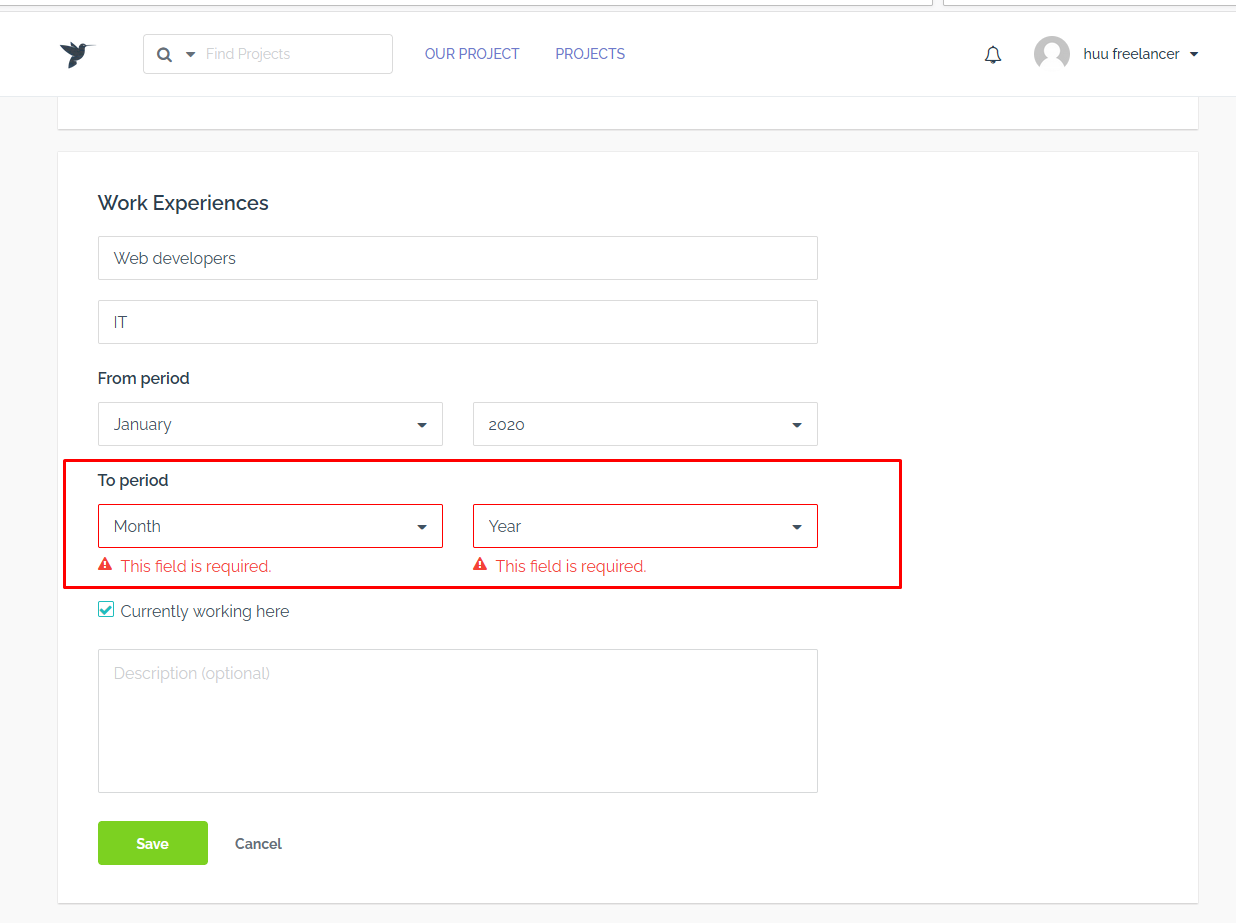 Find Projects OUR PROJECT PROJECTS huu freelancer
Work Experiences
Web developers
IT
From period
January 2020
To period
Month Year
This field is required. This field is required.
Currently working here
Description (optional)
Save Cancel